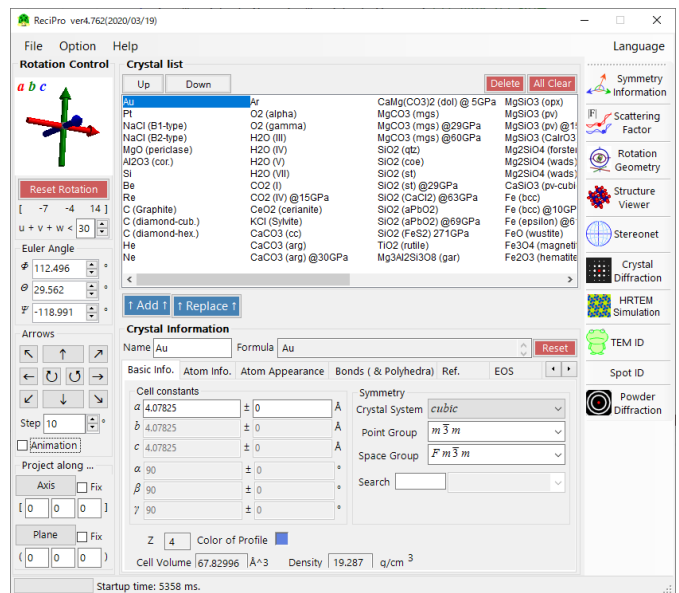 ReciPro ver4.762(2020/03/19)
File Option Help Language
Rotation Control
a b c
Reset Rotation
[ -7 -4 14 ]
u + v + w < 30
Euler Angle
Φ 112.496 °
Θ 29.562 °
Ψ -118.991 °
Arrows
Step 10 °
Animation
Project along ...
Axis Fix
[ 0 0 0 ]
Plane Fix
( 0 0 0 )
Crystal list
Up Down Delete All Clear
Au
Pt
NaCl (B1-type)
NaCl (B2-type)
MgO (periclase)
Al2O3 (cor.)
Si
Be
Re
C (Graphite)
C (diamond-cub.)
C (diamond-hex.)
He
Ne
Ar
O2 (alpha)
O2 (gamma)
H2O (III)
H2O (IV)
H2O (V)
H2O (VII)
CO2 (I)
CO2 (IV) @15GPa
CeO2 (cerianite)
KCl (Sylvite)
CaCO3 (cc)
CaCO3 (arg)
CaCO3 (arg) @30GPa
CaMg(CO3)2 (dol) @ 5GPa
MgCO3 (mgs)
MgCO3 (mgs) @29GPa
MgCO3 (mgs) @60GPa
SiO2 (qtz)
SiO2 (coe)
SiO2 (st)
SiO2 (st) @29GPa
SiO2 (CaCl2) @63GPa
SiO2 (aPbO2)
SiO2 (aPbO2) @69GPa
SiO2 (FeS2) 271GPa
TiO2 (rutile)
Mg3Al2Si3O8 (gar)
MgSiO3 (opx)
MgSiO3 (pv)
MgSiO3 (pv) @1
MgSiO3 (CaIrO3
Mg2SiO4 (forste
Mg2SiO4 (wads)
Mg2SiO4 (wads)
CaSiO3 (pv-cubi
Fe (bcc)
Fe (bcc) @10GP
Fe (epsilon) @6
FeO (wustite)
Fe3O4 (magneti
Fe2O3 (hematite
↑ Add ↑ ↑ Replace ↑
Crystal Information
Name Au Formula Au Reset
Basic Info. Atom Info. Atom Appearance Bonds ( & Polyhedra) Ref. EOS
Cell constants
a 4.07825 ± 0 Å
b 4.07825 ± 0 Å
c 4.07825 ± 0 Å
α 90 ± 0 °
β 90 ± 0 °
γ 90 ± 0 °
Symmetry
Crystal System cubic
Point Group m 3̅ m
Space Group F m 3̅ m
Search
Z 4 Color of Profile
Cell Volume 67.82996 Å^3 Density 19.287 g/cm 3
Symmetry
Information
F
Scattering
Factor
Rotation
Geometry
Structure
Viewer
Stereonet
Crystal
Diffraction
HRTEM
Simulation
TEM ID
Spot ID
Powder
Diffraction
Startup time: 5358 ms.